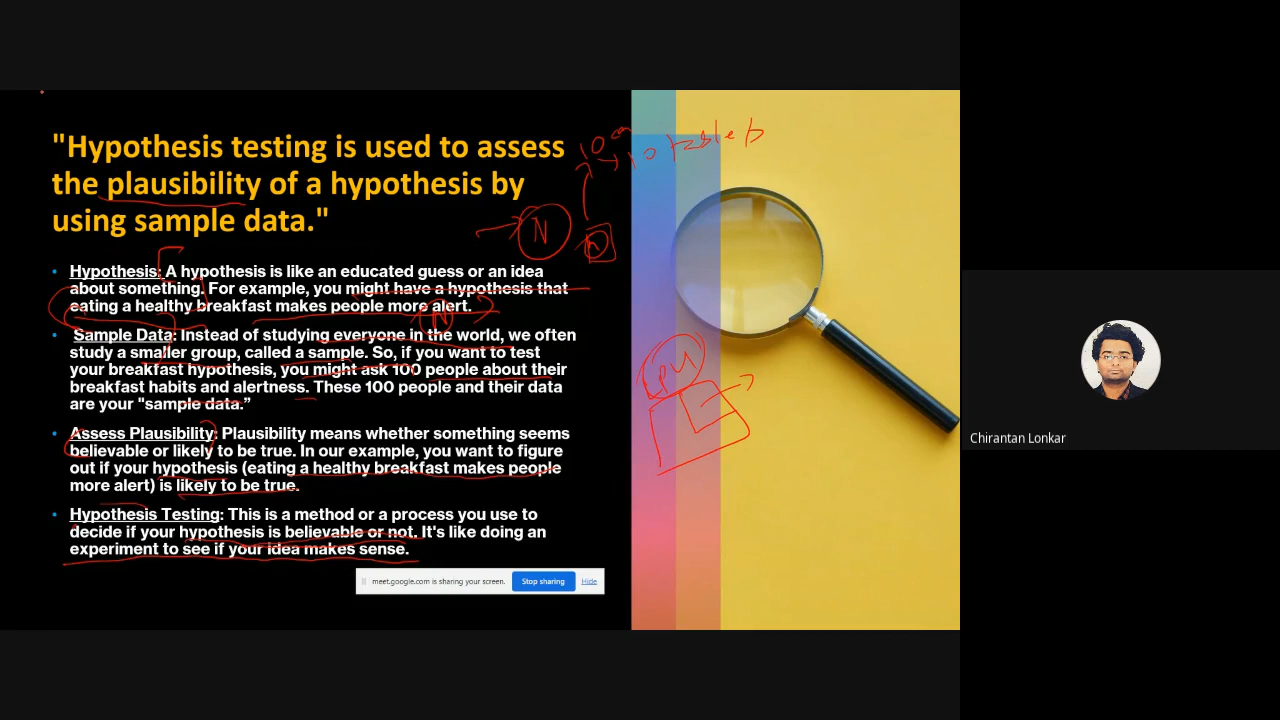 "Hypothesis testing is used to assess
the plausibility of a hypothesis by
using sample data."
N
n
• Hypothesis: A hypothesis is like an educated guess or an idea
about something. For example, you might have a hypothesis that
eating a healthy breakfast makes people more alert.
N
• Sample Data: Instead of studying everyone in the world, we often
study a smaller group, called a sample. So, if you want to test
your breakfast hypothesis, you might ask 100 people about their
breakfast habits and alertness. These 100 people and their data
are your "sample data.”
• Assess Plausibility: Plausibility means whether something seems
believable or likely to be true. In our example, you want to figure
out if your hypothesis (eating a healthy breakfast makes people
more alert) is likely to be true.
• Hypothesis Testing: This is a method or a process you use to
decide if your hypothesis is believable or not. It's like doing an
experiment to see if your idea makes sense.
meet.google.com is sharing your screen. Stop sharing Hide
Chirantan Lonkar